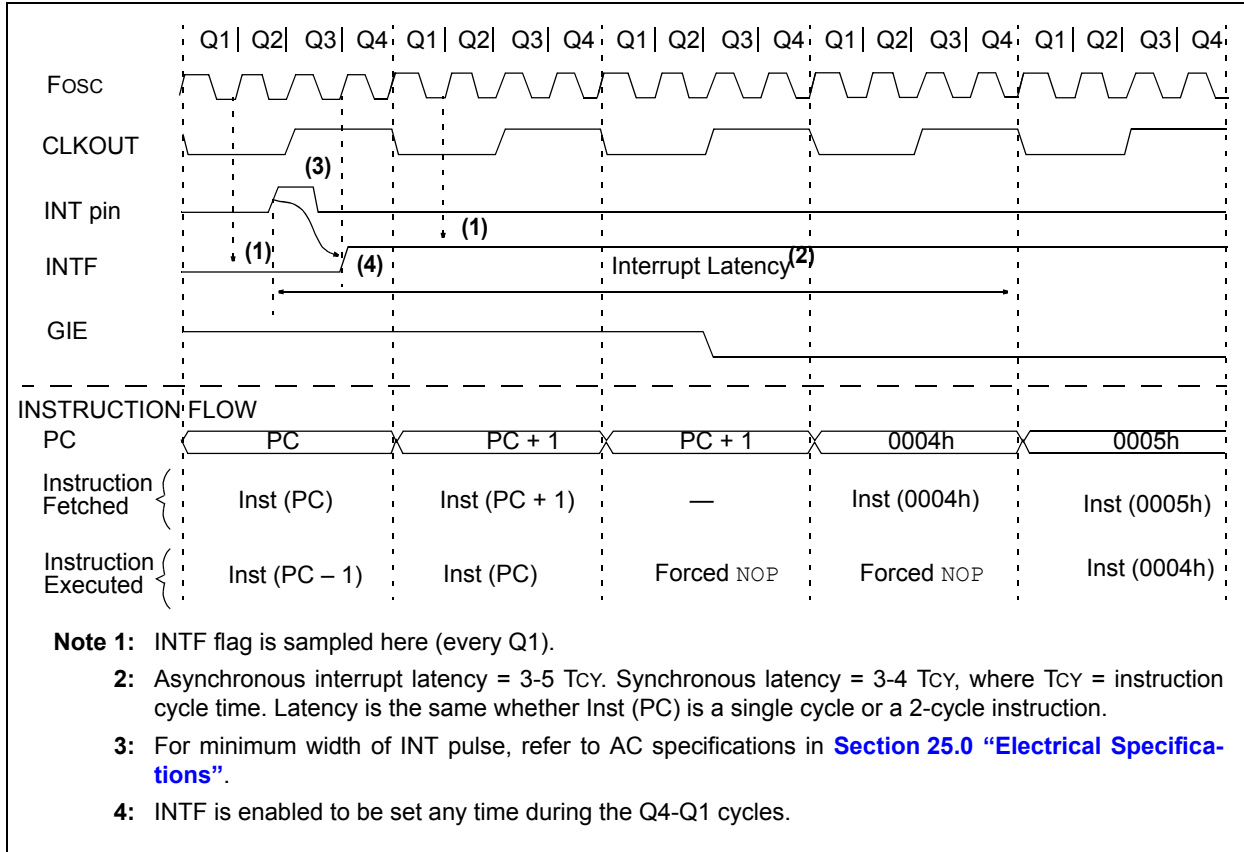 Q1| Q2| Q3| Q4 Q1| Q2| Q3| Q4 Q1| Q2| Q3| Q4 Q1| Q2| Q3| Q4 Q1| Q2| Q3| Q4
FOSC
CLKOUT
(3)
INT pin
(1)
(1)
INTF
(4)
Interrupt Latency(2)
GIE
INSTRUCTION FLOW
PC PC PC + 1 PC + 1 0004h 0005h
Instruction Fetched Inst (PC) Inst (PC + 1) — Inst (0004h) Inst (0005h)
Instruction Executed Inst (PC – 1) Inst (PC) Forced NOP Forced NOP Inst (0004h)
Note 1: INTF flag is sampled here (every Q1).
2: Asynchronous interrupt latency = 3-5 TCY. Synchronous latency = 3-4 TCY, where TCY = instruction
cycle time. Latency is the same whether Inst (PC) is a single cycle or a 2-cycle instruction.
3: For minimum width of INT pulse, refer to AC specifications in Section 25.0 “Electrical Specifica-
tions”.
4: INTF is enabled to be set any time during the Q4-Q1 cycles.